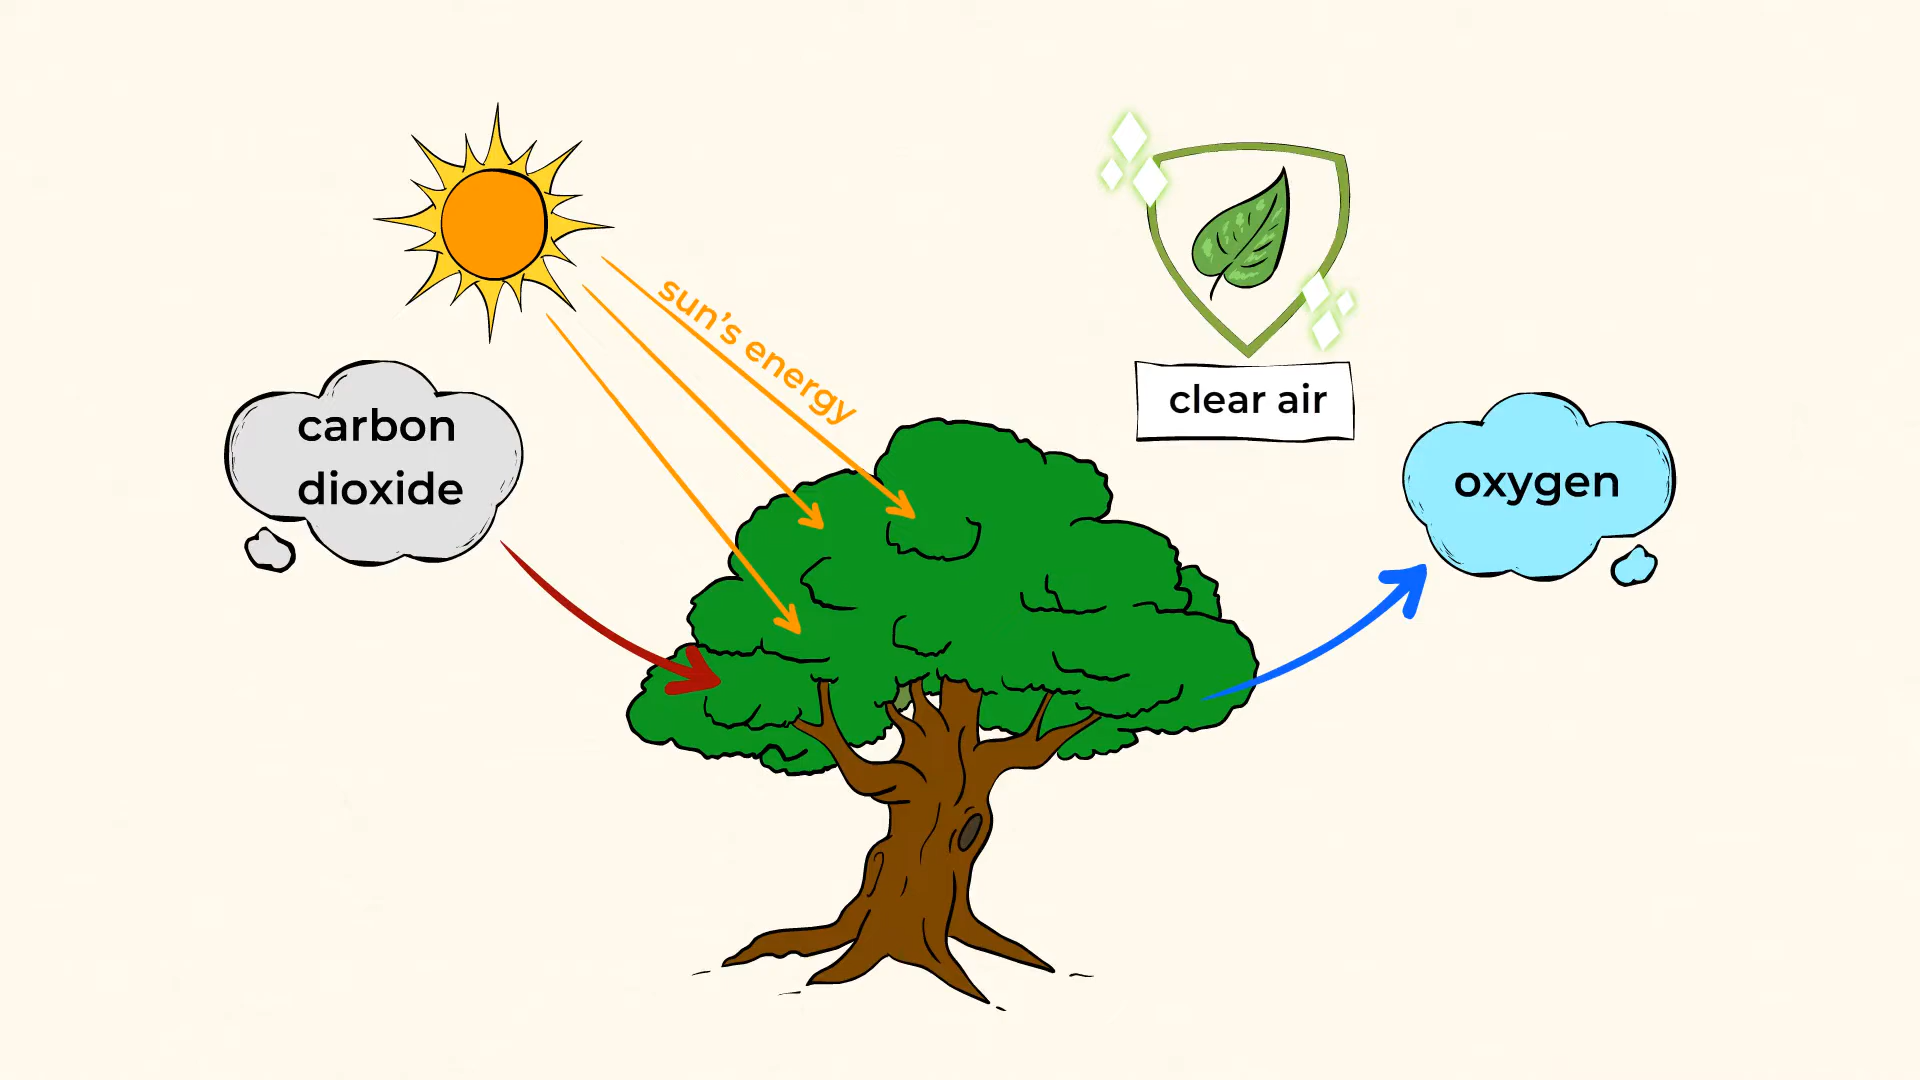 sun's energy
carbon
dioxide
clear air
oxygen